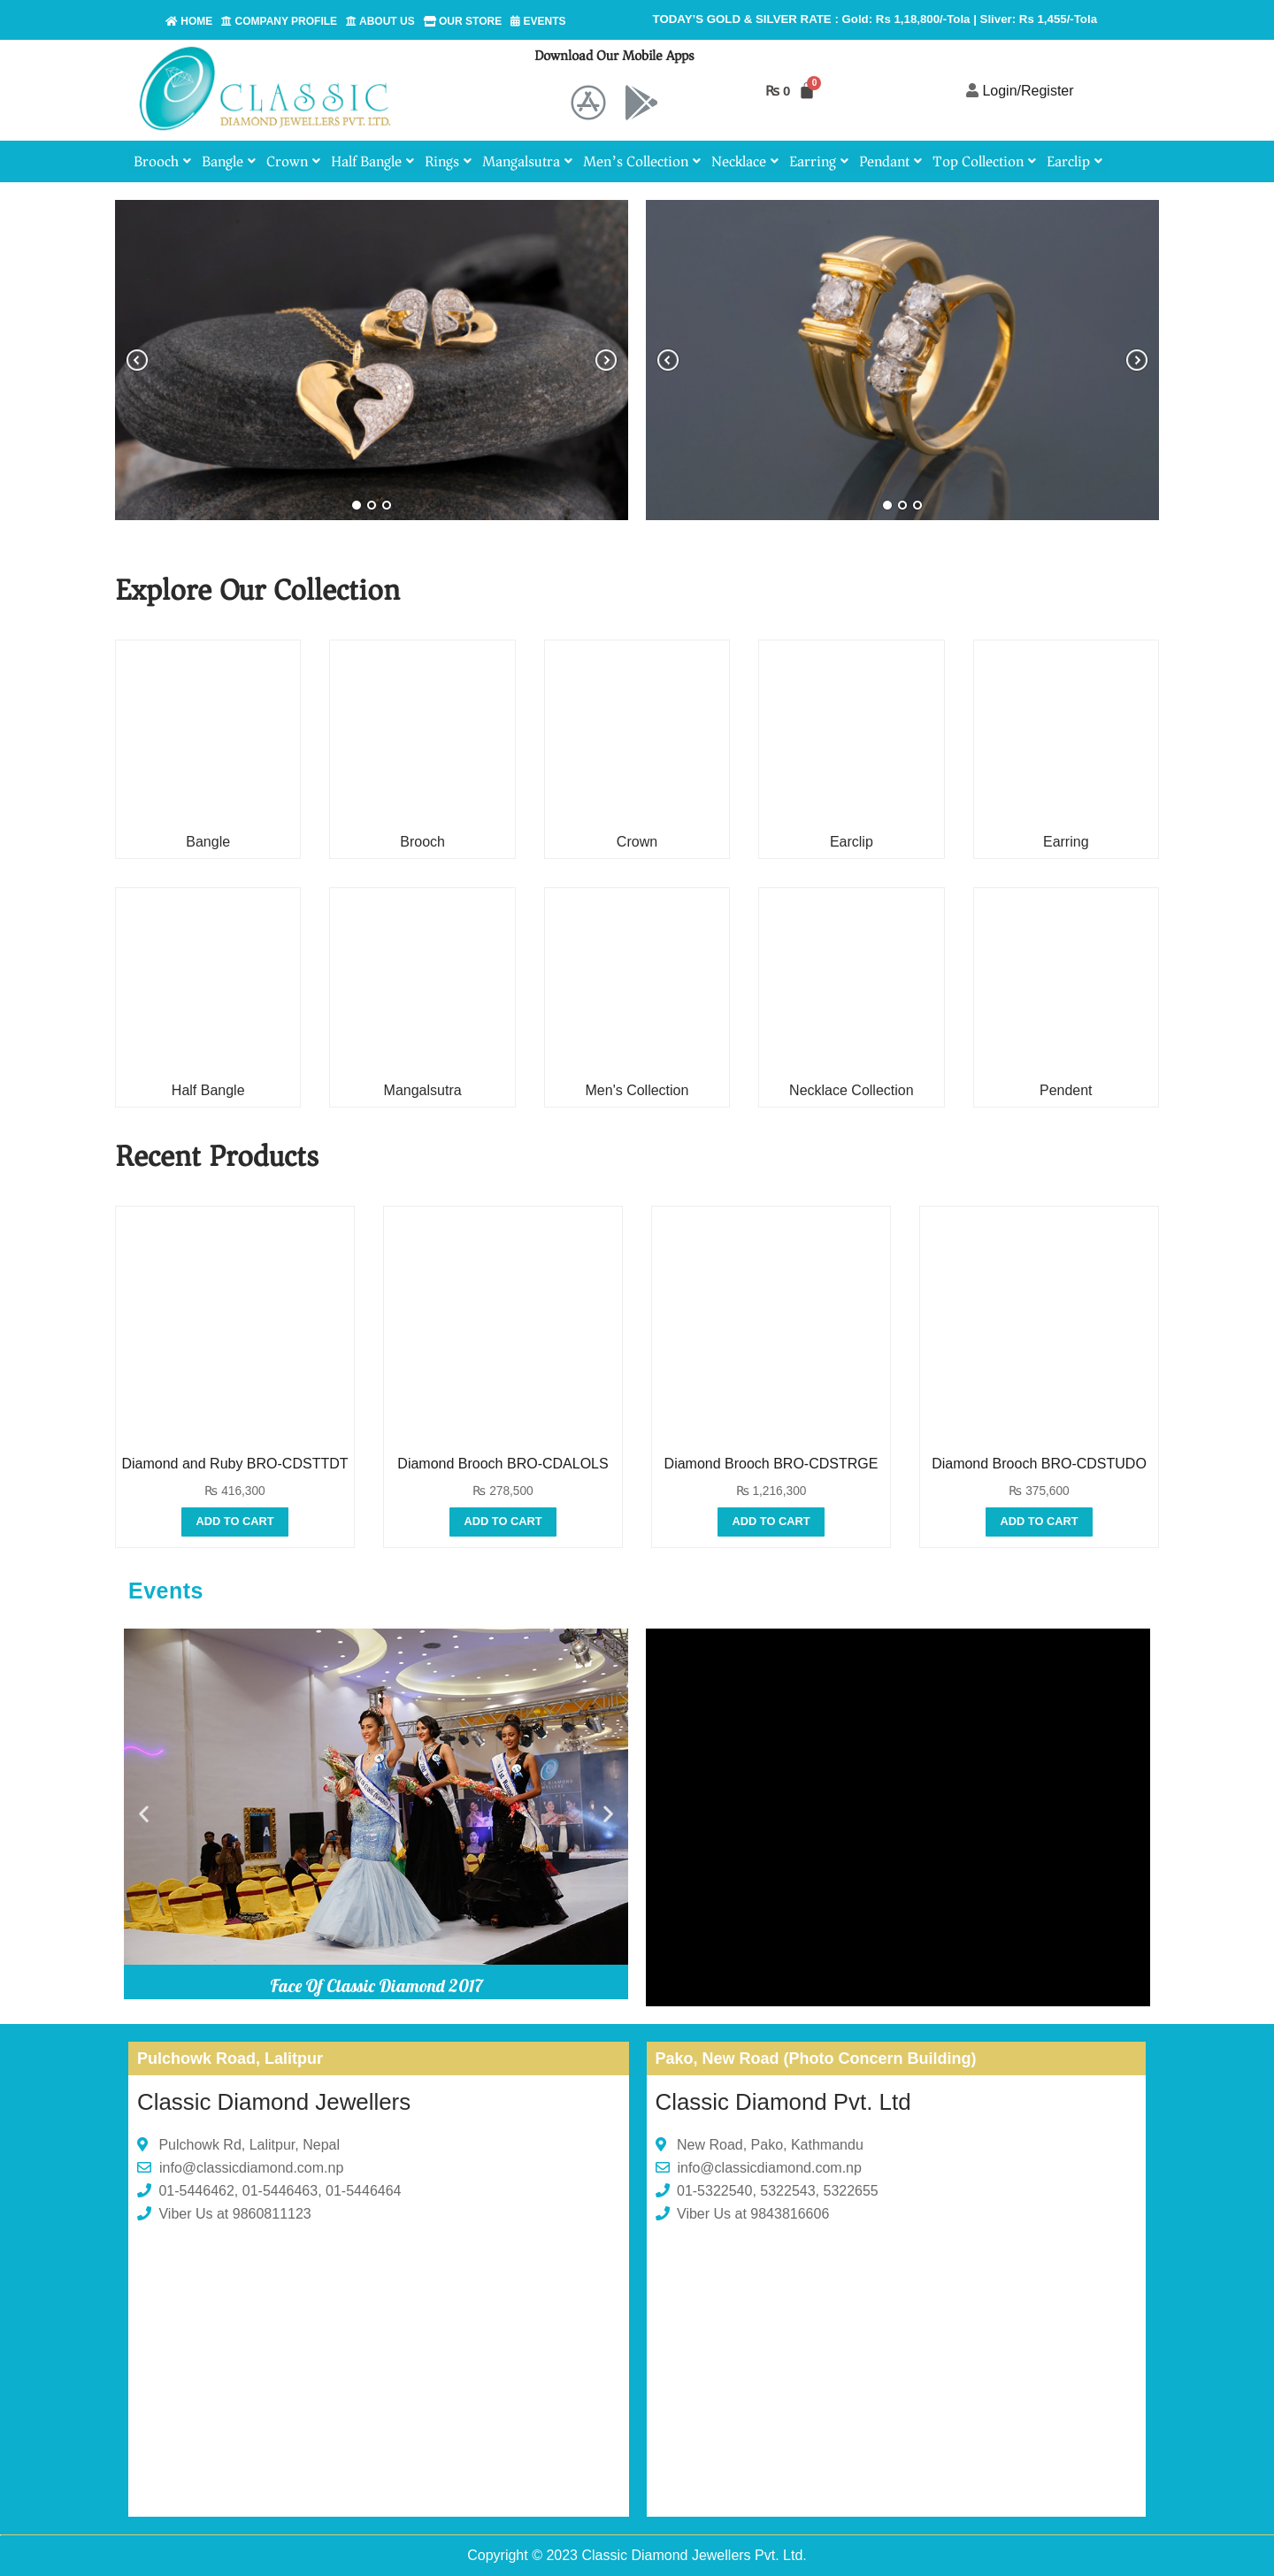 HOME COMPANY PROFILE ABOUT US OUR STORE EVENTS
TODAY'S GOLD & SILVER RATE : Gold: Rs 1,18,800/-Tola | Sliver: Rs 1,455/-Tola
CLASSIC
DIAMOND JEWELLERS PVT. LTD.
Download Our Mobile Apps
₨ 0
0
Login/Register
Brooch Bangle Crown Half Bangle Rings Mangalsutra Men’s Collection Necklace Earring Pendant Top Collection Earclip
Explore Our Collection
Bangle
Brooch
Crown
Earclip
Earring
Half Bangle
Mangalsutra
Men's Collection
Necklace Collection
Pendent
Recent Products
Diamond and Ruby BRO-CDSTTDT
₨ 416,300
ADD TO CART
Diamond Brooch BRO-CDALOLS
₨ 278,500
ADD TO CART
Diamond Brooch BRO-CDSTRGE
₨ 1,216,300
ADD TO CART
Diamond Brooch BRO-CDSTUDO
₨ 375,600
ADD TO CART
Events
Face Of Classic Diamond 2017
Pulchowk Road, Lalitpur
Classic Diamond Jewellers
Pulchowk Rd, Lalitpur, Nepal
info@classicdiamond.com.np
01-5446462, 01-5446463, 01-5446464
Viber Us at 9860811123
Pako, New Road (Photo Concern Building)
Classic Diamond Pvt. Ltd
New Road, Pako, Kathmandu
info@classicdiamond.com.np
01-5322540, 5322543, 5322655
Viber Us at 9843816606
Copyright © 2023 Classic Diamond Jewellers Pvt. Ltd.